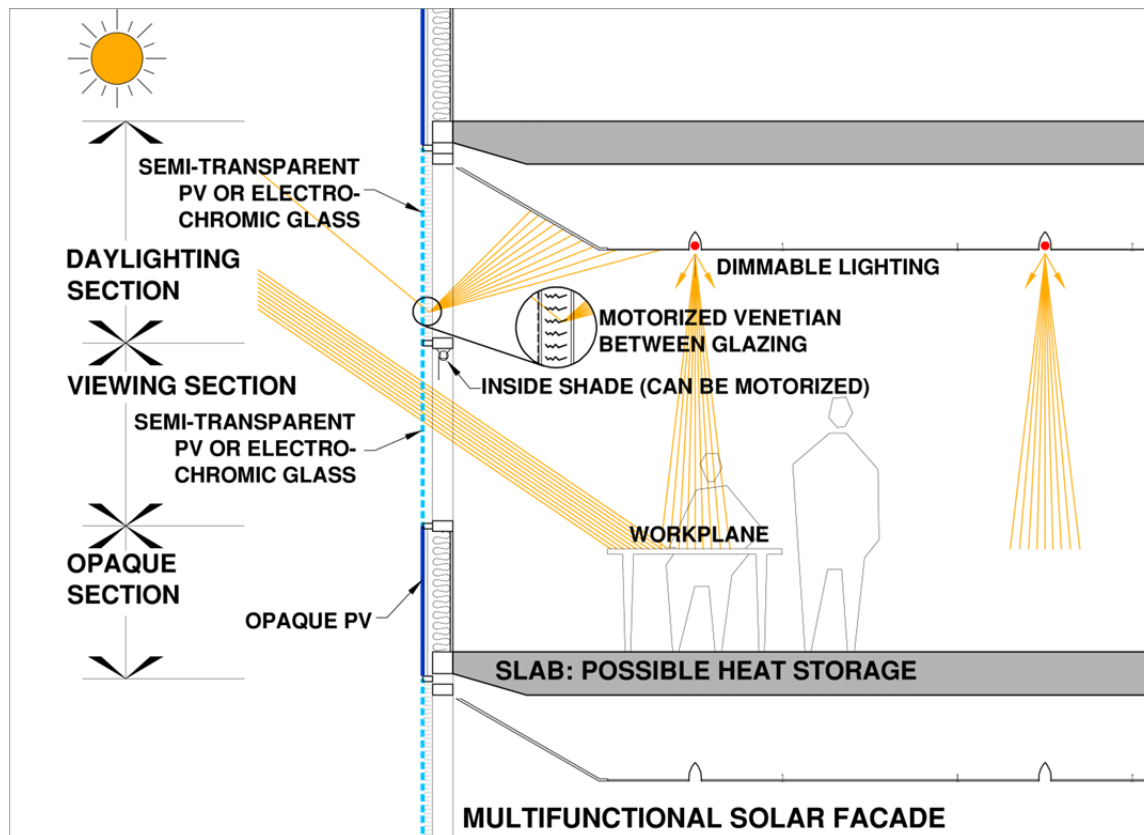 SEMI-TRANSPARENT
PV OR ELECTRO-
CHROMIC GLASS
DAYLIGHTING
SECTION
DIMMABLE LIGHTING
MOTORIZED VENETIAN
BETWEEN GLAZING
VIEWING SECTION
INSIDE SHADE (CAN BE MOTORIZED)
SEMI-TRANSPARENT
PV OR ELECTRO-
CHROMIC GLASS
WORKPLANE
OPAQUE
SECTION
OPAQUE PV
SLAB: POSSIBLE HEAT STORAGE
MULTIFUNCTIONAL SOLAR FACADE